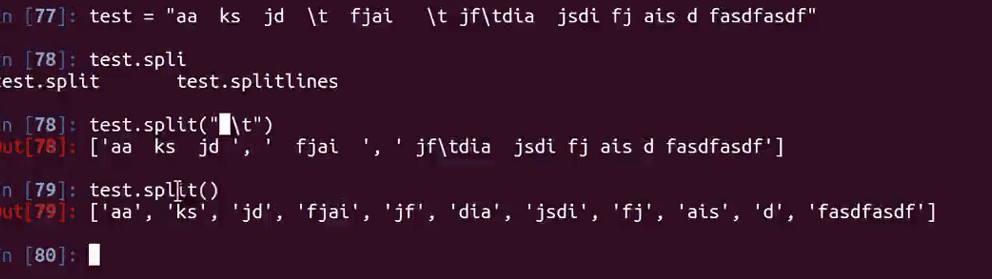 n [77]: test = "aa  ks  jd  \t  fjai   \t jf\tdia  jsdi fj ais d fasdfasdf"
n [78]: test.spli
test.split       test.splitlines
n [78]: test.split(" \t")
ut[78]: ['aa  ks  jd ', '  fjai  ', ' jf\tdia  jsdi fj ais d fasdfasdf']
n [79]: test.split()
ut[79]: ['aa', 'ks', 'jd', 'fjai', 'jf', 'dia', 'jsdi', 'fj', 'ais', 'd', 'fasdfasdf']
n [80]: